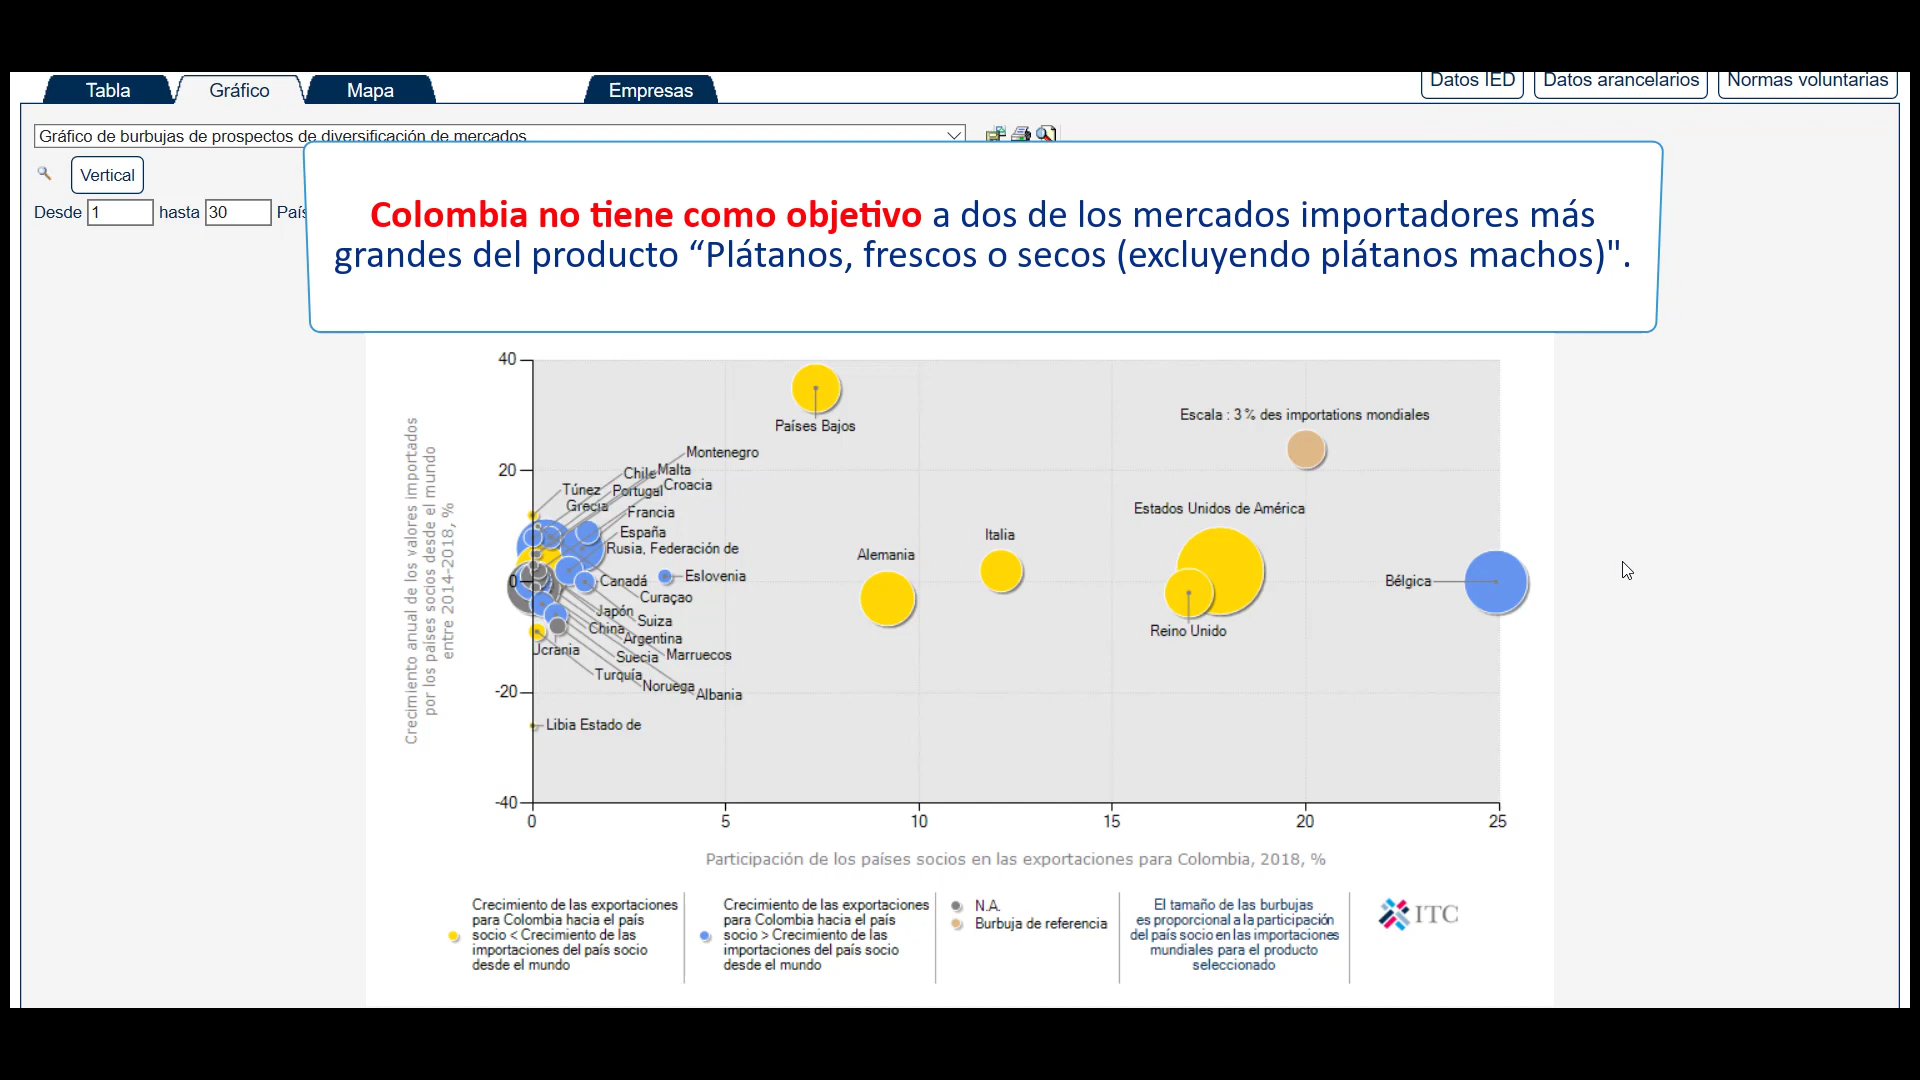 Tabla
Gráfico
Mapa
Empresas
Datos IED
Datos arancelarios
Normas voluntarias
Gráfico de burbujas de prospectos de diversificación de mercados
Vertical
Desde 1 hasta 30
Colombia no tiene como objetivo a dos de los mercados importadores más
grandes del producto “Plátanos, frescos o secos (excluyendo plátanos machos)".
40
20
0
-20
-40
Crecimiento anual de los valores importados
por los países socios desde el mundo
entre 2014-2018, %
Países Bajos
Escala : 3 % des importations mondiales
Montenegro
Chile
Malta
Túnez
Portugal
Croacia
Grecia
Francia
España
Rusia, Federación de
Canadá
Eslovenia
Curaçao
Japón
Suiza
China
Argentina
Ucrania
Suecia
Marruecos
Turquía
Noruega
Albania
Libia Estado de
Alemania
Italia
Estados Unidos de América
Reino Unido
Bélgica
0
5
10
15
20
25
Participación de los países socios en las exportaciones para Colombia, 2018, %
Crecimiento de las exportaciones
para Colombia hacia el país
socio < Crecimiento de las
importaciones del país socio
desde el mundo
Crecimiento de las exportaciones
para Colombia hacia el país
socio > Crecimiento de las
importaciones del país socio
desde el mundo
N.A.
Burbuja de referencia
El tamaño de las burbujas
es proporcional a la participación
del país socio en las importaciones
mundiales para el producto
seleccionado
ITC